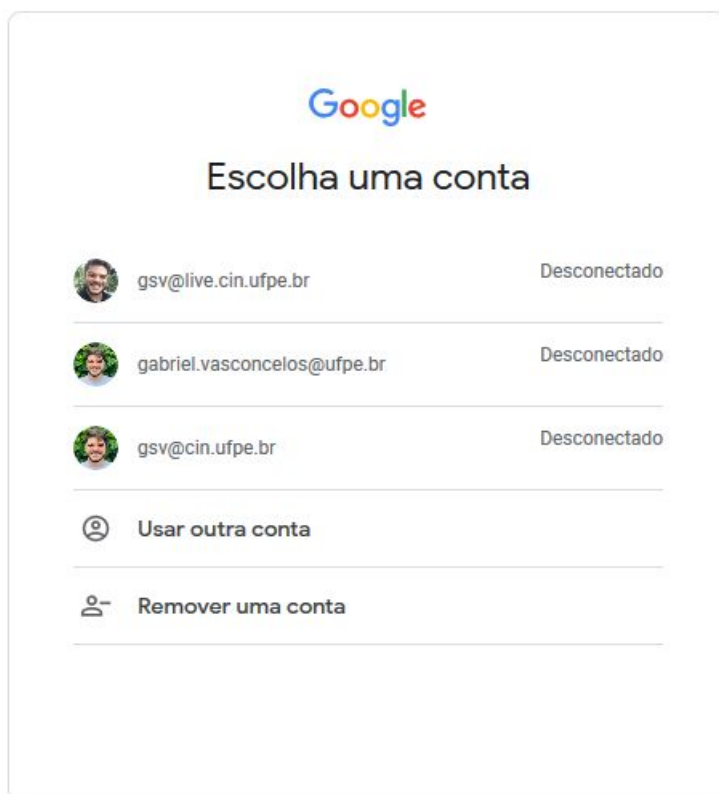 Google
Escolha uma conta
gsv@live.cin.ufpe.br Desconectado
gabriel.vasconcelos@ufpe.br Desconectado
gsv@cin.ufpe.br Desconectado
Usar outra conta
Remover uma conta